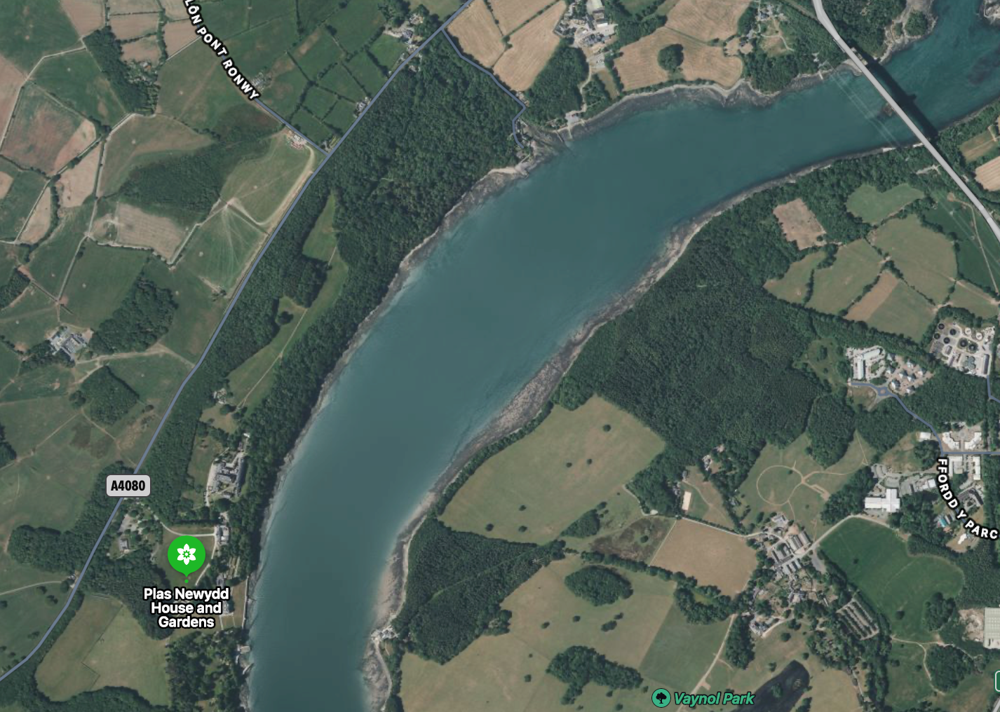 LÔN PONT RONWY
A4080
Plas Newydd
House and
Gardens
FFORDD Y PARC
Vaynol Park